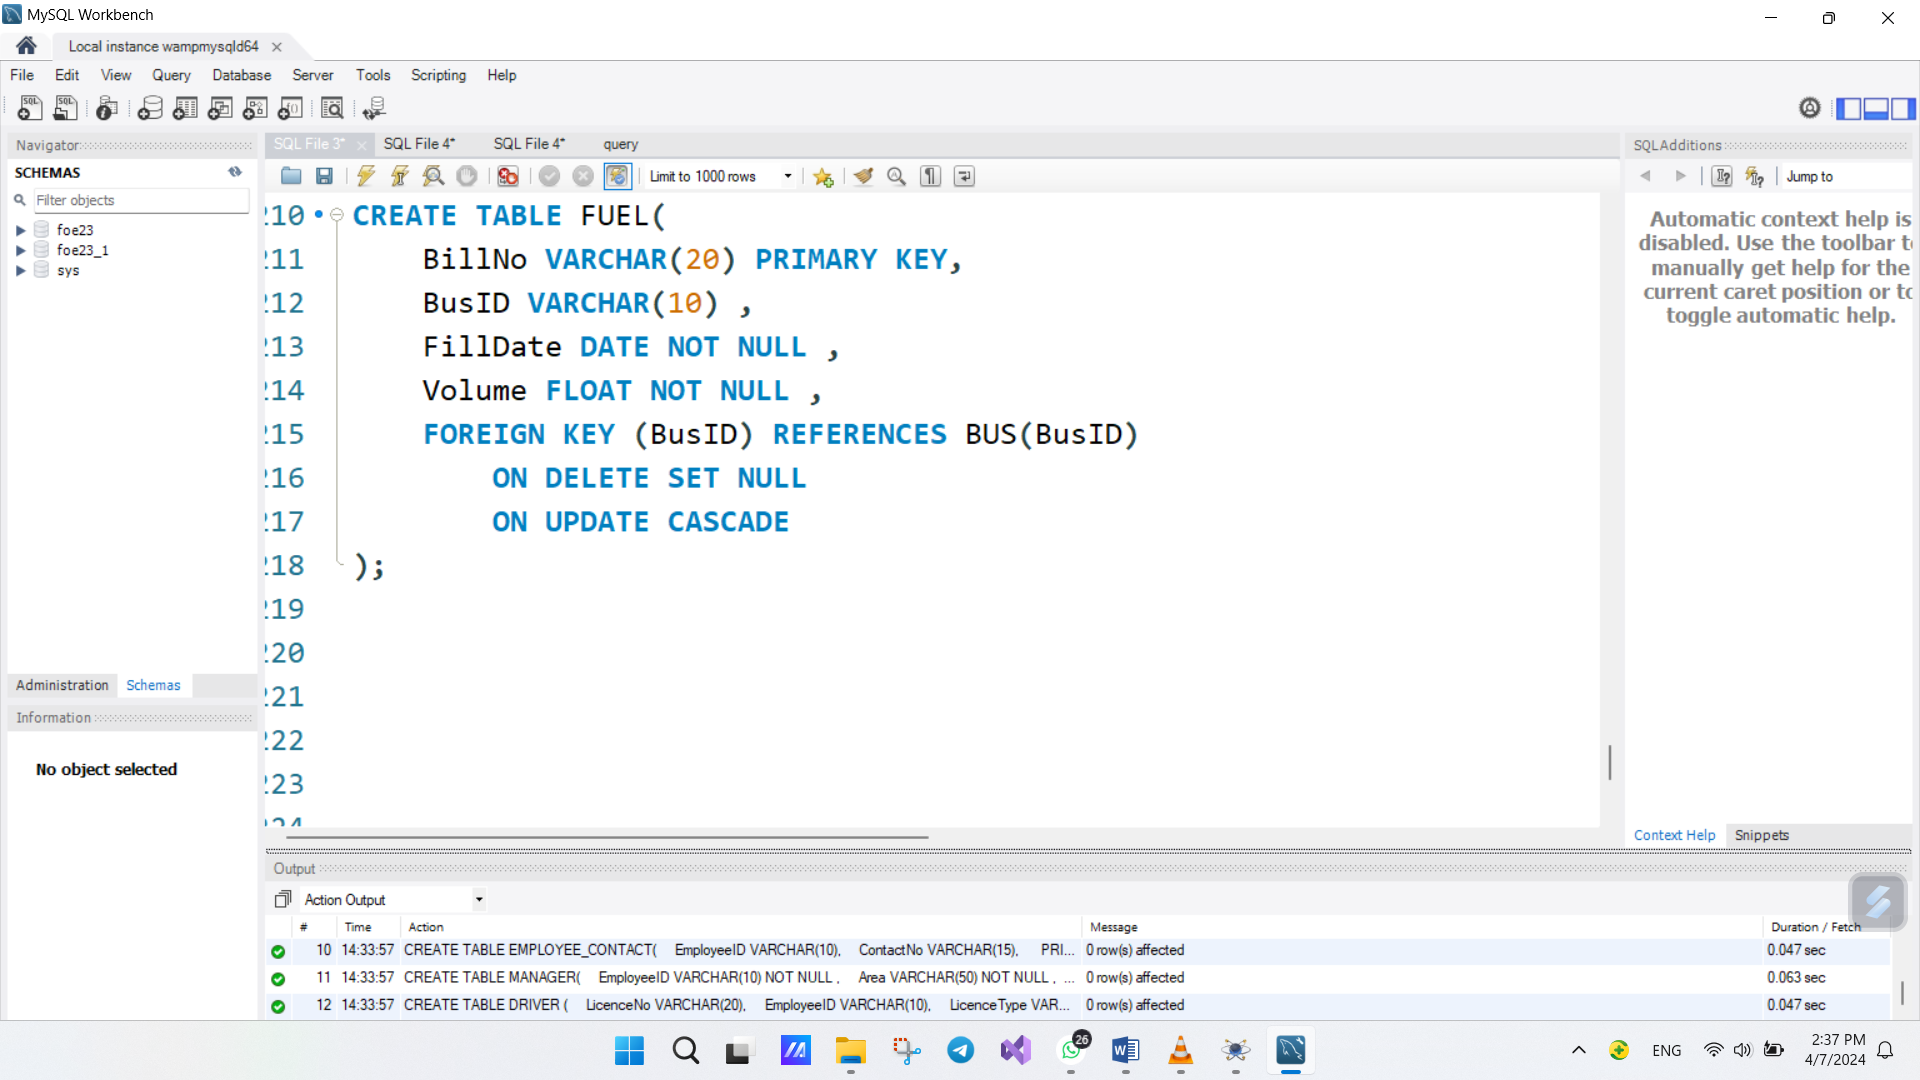 MySQL Workbench
Local instance wampmysqld64
File Edit View Query Database Server Tools Scripting Help
Navigator
SCHEMAS
Filter objects
foe23
foe23_1
sys
Administration Schemas
Information
No object selected
SQL File 3* SQL File 4* SQL File 4* query
Limit to 1000 rows
210 CREATE TABLE FUEL(
211 BillNo VARCHAR(20) PRIMARY KEY,
212 BusID VARCHAR(10) ,
213 FillDate DATE NOT NULL ,
214 Volume FLOAT NOT NULL ,
215 FOREIGN KEY (BusID) REFERENCES BUS(BusID)
216 ON DELETE SET NULL
217 ON UPDATE CASCADE
218 );
219
220
221
222
223
224
SQLAdditions
Jump to
Automatic context help is
disabled. Use the toolbar to
manually get help for the
current caret position or to
toggle automatic help.
Context Help Snippets
Output
Action Output
# Time Action Message Duration / Fetch
10 14:33:57 CREATE TABLE EMPLOYEE_CONTACT( EmployeeID VARCHAR(10), ContactNo VARCHAR(15), PRI... 0 row(s) affected 0.047 sec
11 14:33:57 CREATE TABLE MANAGER( EmployeeID VARCHAR(10) NOT NULL , Area VARCHAR(50) NOT NULL , ... 0 row(s) affected 0.063 sec
12 14:33:57 CREATE TABLE DRIVER ( LicenceNo VARCHAR(20), EmployeeID VARCHAR(10), LicenceType VAR... 0 row(s) affected 0.047 sec
26
ENG
2:37 PM
4/7/2024